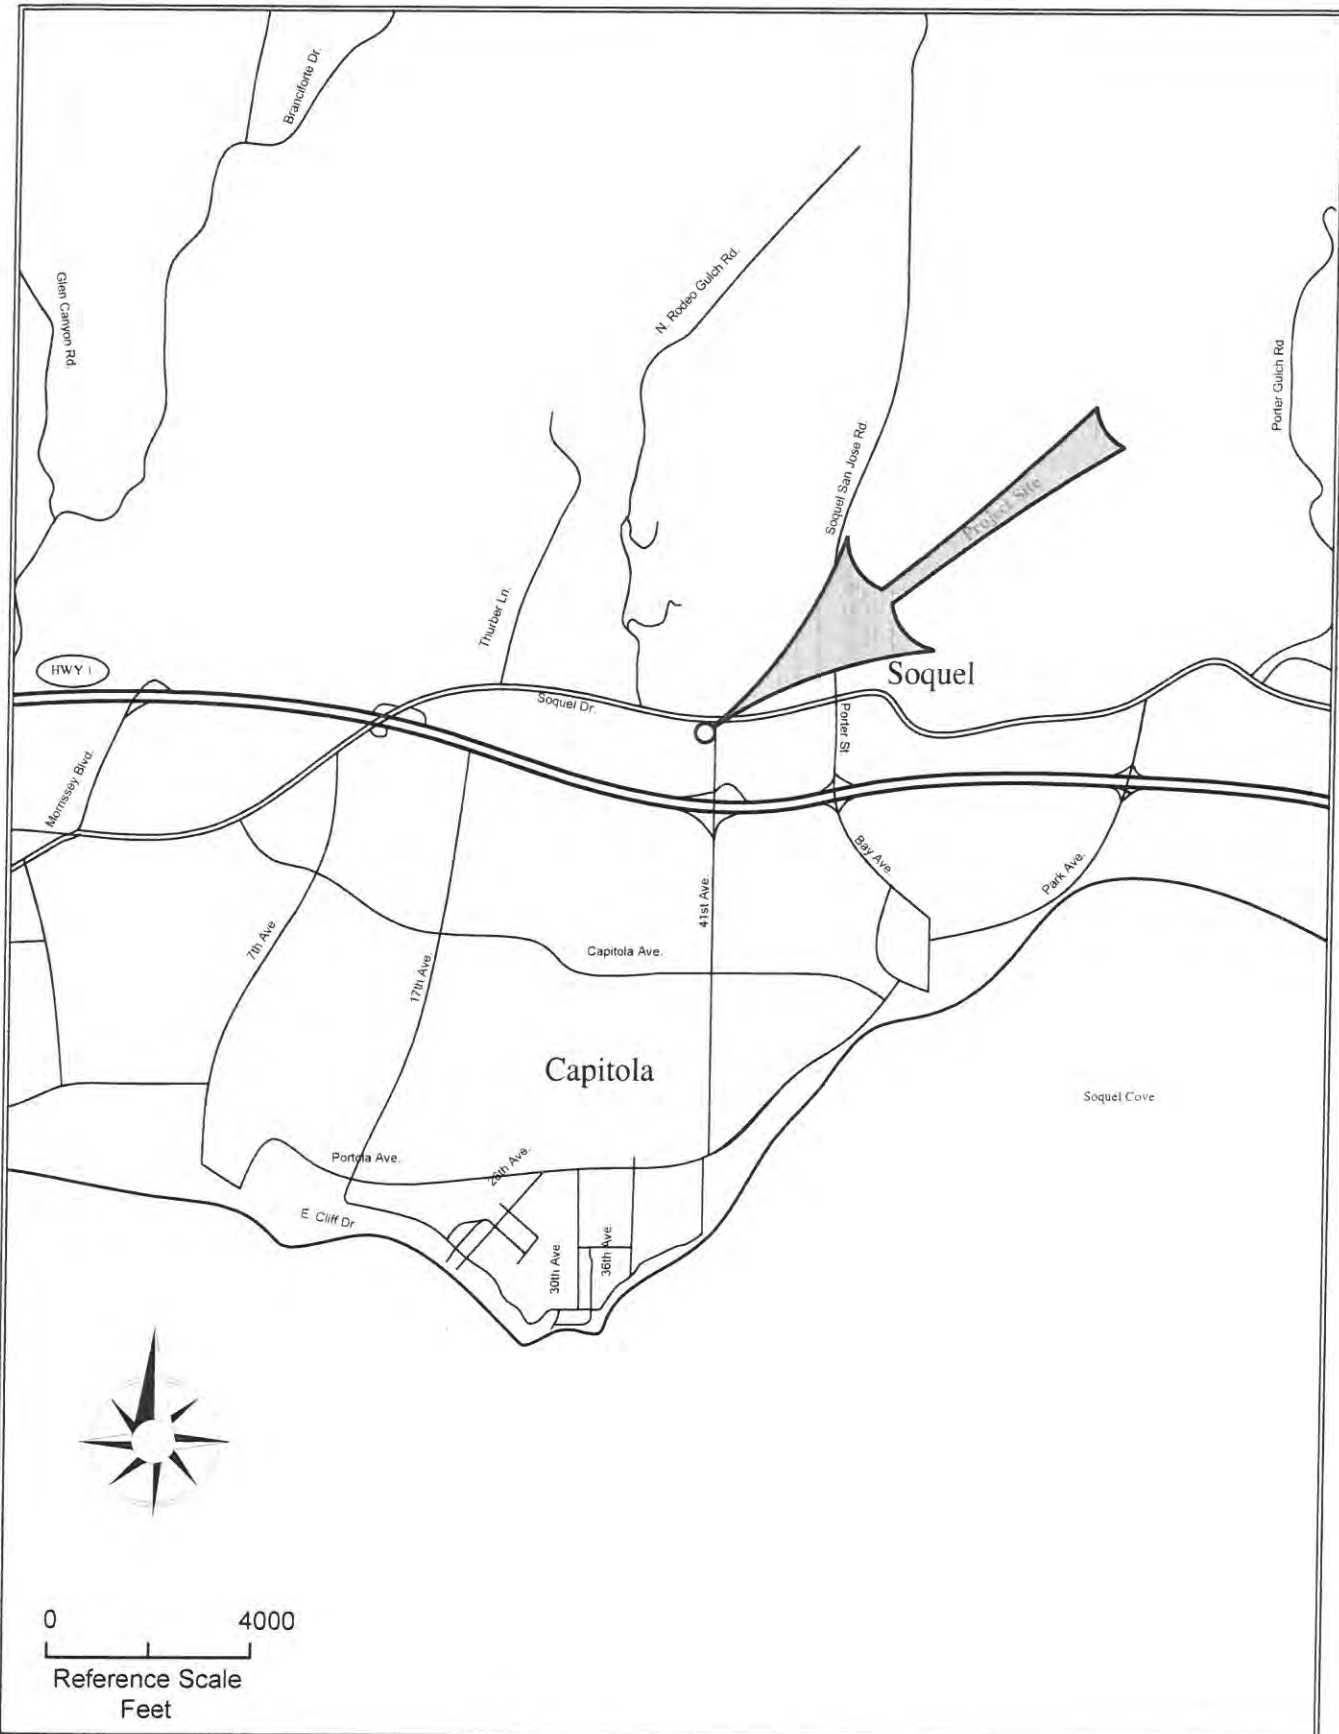 Branciforte Dr.
Glen Canyon Rd.
N. Rodeo Gulch Rd.
Porter Gulch Rd
Soquel San Jose Rd.
Project Site
Thurber Ln.
HWY 1
Soquel
Soquel Dr.
Porter St
Morrissey Blvd.
Bay Ave.
Park Ave.
41st Ave.
7th Ave
Capitola Ave.
17th Ave.
Capitola
Soquel Cove
Portola Ave.
26th Ave.
E. Cliff Dr
30th Ave
36th Ave
0 4000
Reference Scale
Feet